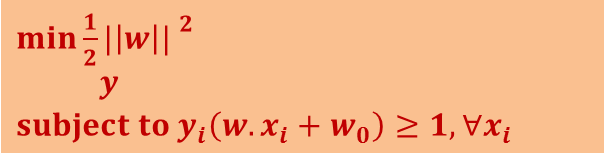 min ½ ||w|| ²
y
subject to yᵢ(w. xᵢ + w₀) ≥ 1, ∀xᵢ